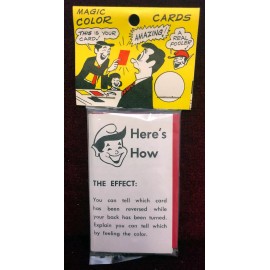 MAGIC
COLOR
CARDS
THIS IS YOUR
CARD!
AMAZING!
A
REAL
FOOLER
Here's
How
THE EFFECT:
You can tell which card
has been reversed while
your back has been turned.
Explain you can tell which
by feeling the color.